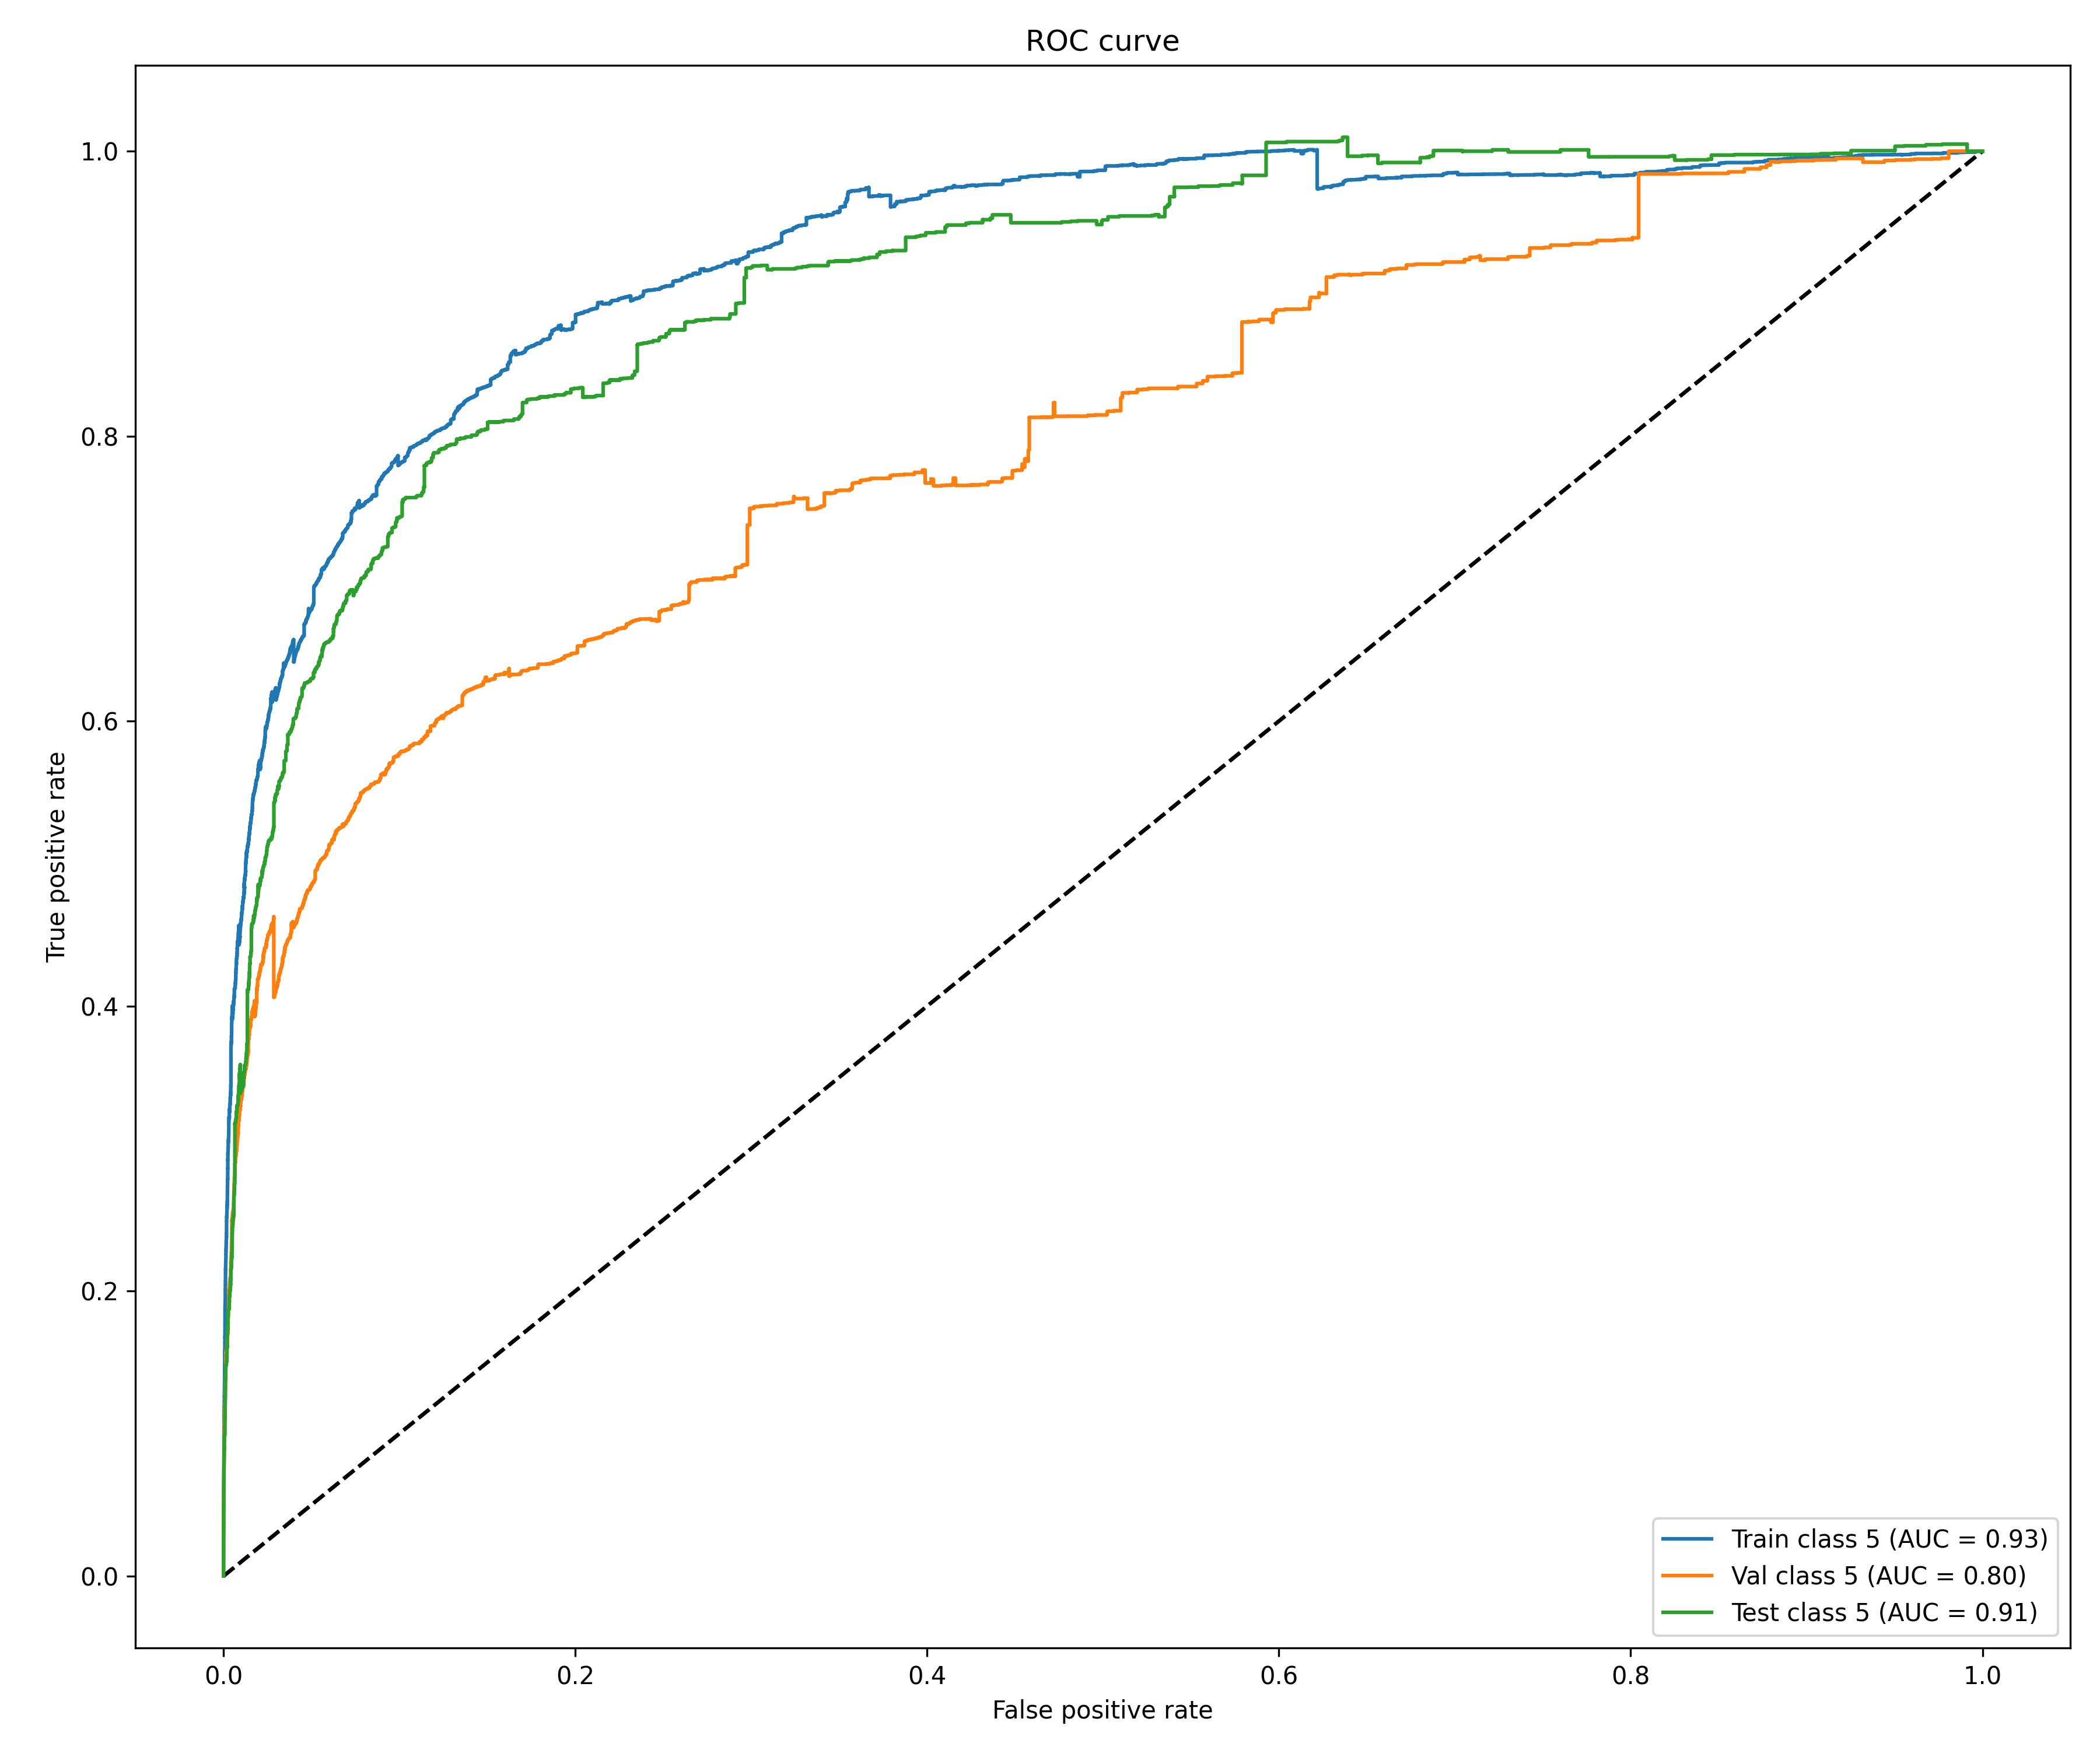 ROC curve
1.0
0.8
0.6
0.4
0.2
0.0
True positive rate
0.0 0.2 0.4 0.6 0.8 1.0
False positive rate
Train class 5 (AUC = 0.93)
Val class 5 (AUC = 0.80)
Test class 5 (AUC = 0.91)